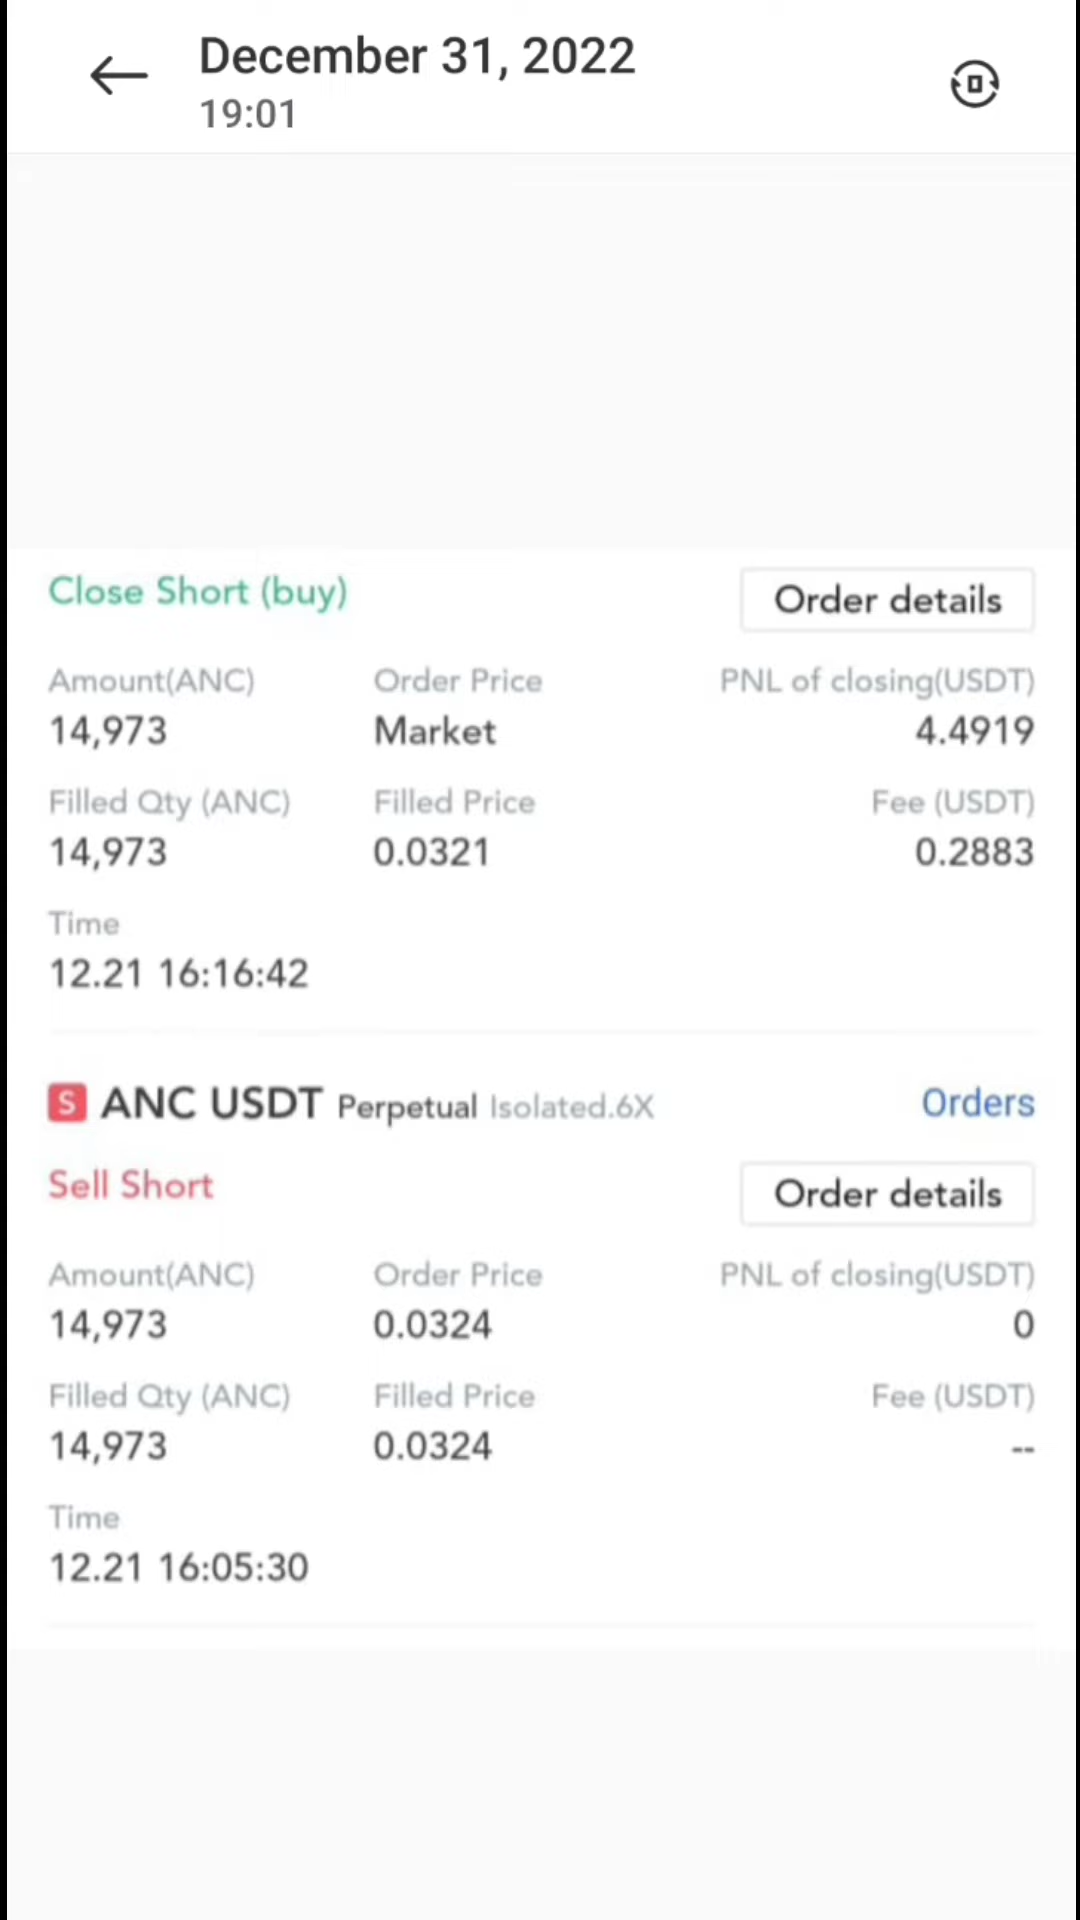 December 31, 2022
19:01
Close Short (buy)
Order details
Amount(ANC) Order Price PNL of closing(USDT)
14,973 Market 4.4919
Filled Qty (ANC) Filled Price Fee (USDT)
14,973 0.0321 0.2883
Time
12.21 16:16:42
S ANC USDT Perpetual Isolated.6X Orders
Sell Short
Order details
Amount(ANC) Order Price PNL of closing(USDT)
14,973 0.0324 0
Filled Qty (ANC) Filled Price Fee (USDT)
14,973 0.0324 --
Time
12.21 16:05:30